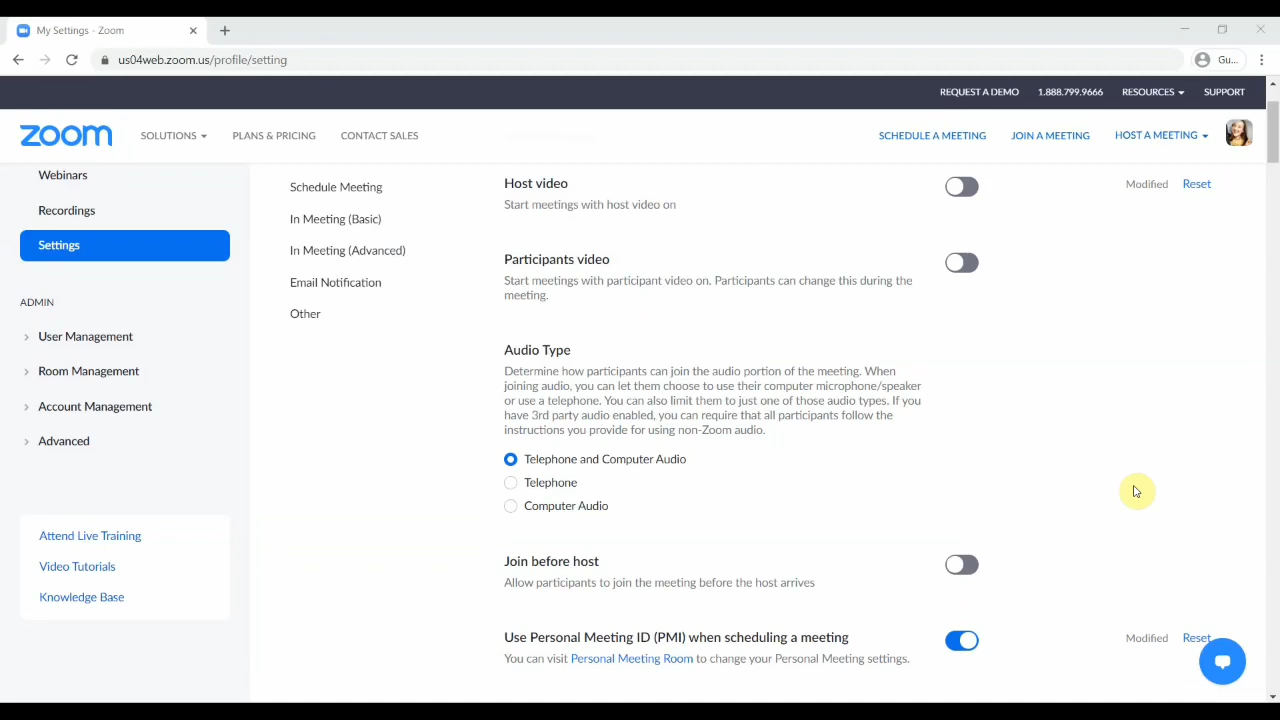 My Settings - Zoom
us04web.zoom.us/profile/setting
Gu...
REQUEST A DEMO 1.888.799.9666 RESOURCES SUPPORT
zoom SOLUTIONS PLANS & PRICING CONTACT SALES SCHEDULE A MEETING JOIN A MEETING HOST A MEETING
Webinars
Recordings
Settings
ADMIN
User Management
Room Management
Account Management
Advanced
Attend Live Training
Video Tutorials
Knowledge Base
Schedule Meeting
In Meeting (Basic)
In Meeting (Advanced)
Email Notification
Other
Host video
Start meetings with host video on
Modified Reset
Participants video
Start meetings with participant video on. Participants can change this during the
meeting.
Audio Type
Determine how participants can join the audio portion of the meeting. When
joining audio, you can let them choose to use their computer microphone/speaker
or use a telephone. You can also limit them to just one of those audio types. If you
have 3rd party audio enabled, you can require that all participants follow the
instructions you provide for using non-Zoom audio.
Telephone and Computer Audio
Telephone
Computer Audio
Join before host
Allow participants to join the meeting before the host arrives
Use Personal Meeting ID (PMI) when scheduling a meeting
You can visit Personal Meeting Room to change your Personal Meeting settings.
Modified Reset